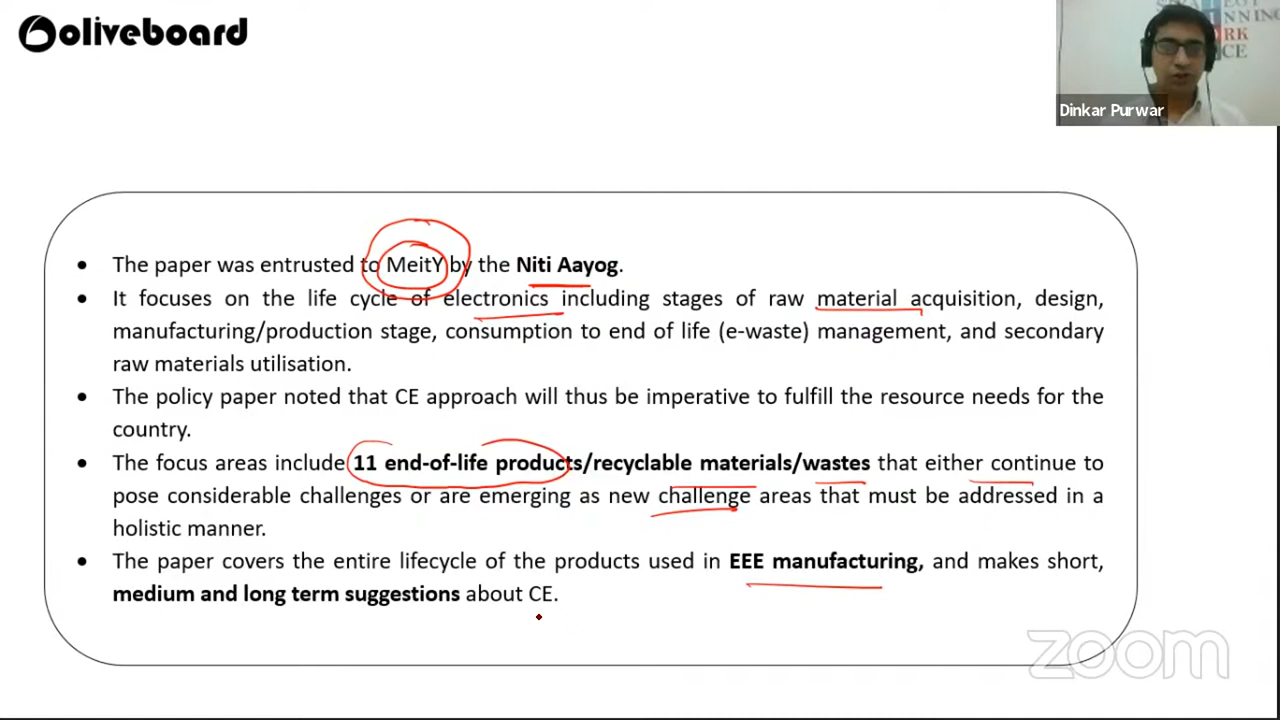 oliveboard
Dinkar Purwar
• The paper was entrusted to MeitY by the Niti Aayog.
• It focuses on the life cycle of electronics including stages of raw material acquisition, design,
manufacturing/production stage, consumption to end of life (e-waste) management, and secondary
raw materials utilisation.
• The policy paper noted that CE approach will thus be imperative to fulfill the resource needs for the
country.
• The focus areas include 11 end-of-life products/recyclable materials/wastes that either continue to
pose considerable challenges or are emerging as new challenge areas that must be addressed in a
holistic manner.
• The paper covers the entire lifecycle of the products used in EEE manufacturing, and makes short,
medium and long term suggestions about CE.
zoom